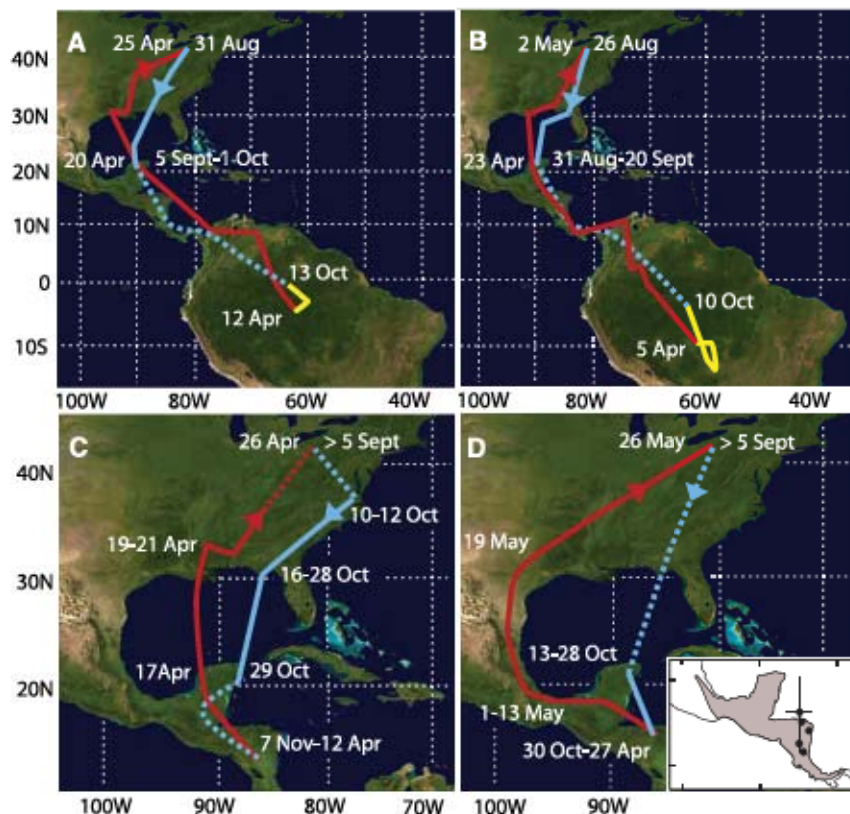 A
25 Apr
31 Aug
40N
30N
20 Apr
5 Sept-1 Oct
20N
10N
13 Oct
0
12 Apr
10S
100W
80W
60W
40W
B
2 May
26 Aug
23 Apr
31 Aug-20 Sept
10 Oct
5 Apr
100W
80W
60W
40W
C
26 Apr
> 5 Sept
40N
10-12 Oct
19-21 Apr
30N
16-28 Oct
17Apr
29 Oct
20N
7 Nov-12 Apr
100W
90W
80W
70W
D
26 May
> 5 Sept
19 May
13-28 Oct
1-13 May
30 Oct-27 Apr
100W
90W